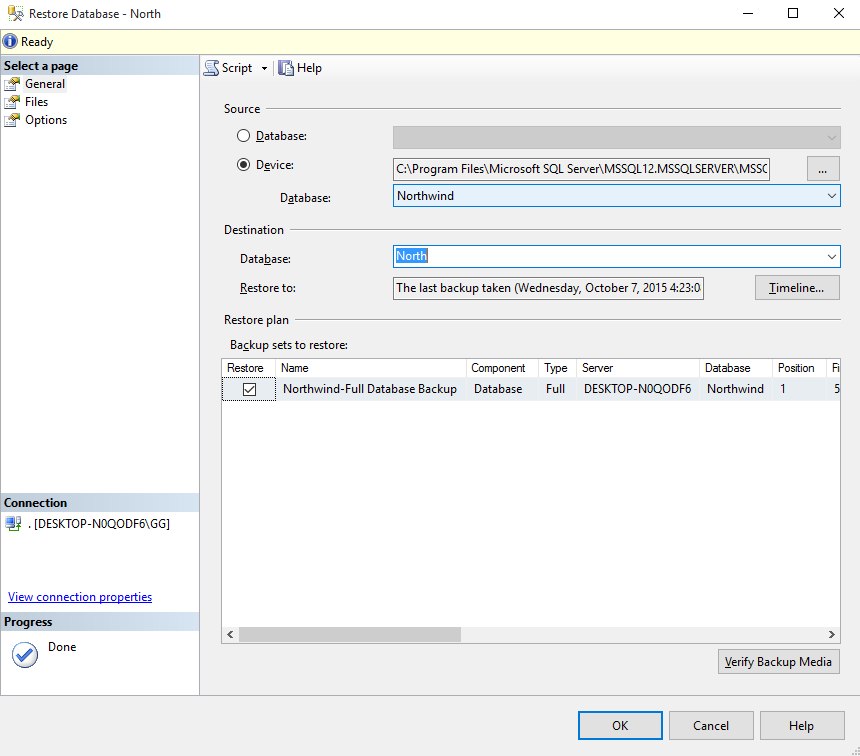 Restore Database - North
Ready
Select a page
General
Files
Options
Script
Help
Source
Database:
Device:
C:\Program Files\Microsoft SQL Server\MSSQL12.MSSQLSERVER\MSSQ
...
Database:
Northwind
Destination
Database:
North
Restore to:
The last backup taken (Wednesday, October 7, 2015 4:23:0
Timeline...
Restore plan
Backup sets to restore:
Restore Name Component Type Server Database Position Fi
Northwind-Full Database Backup Database Full DESKTOP-N0QODF6 Northwind 1 5
Connection
. [DESKTOP-N0QODF6\GG]
View connection properties
Progress
Done
Verify Backup Media
OK Cancel Help